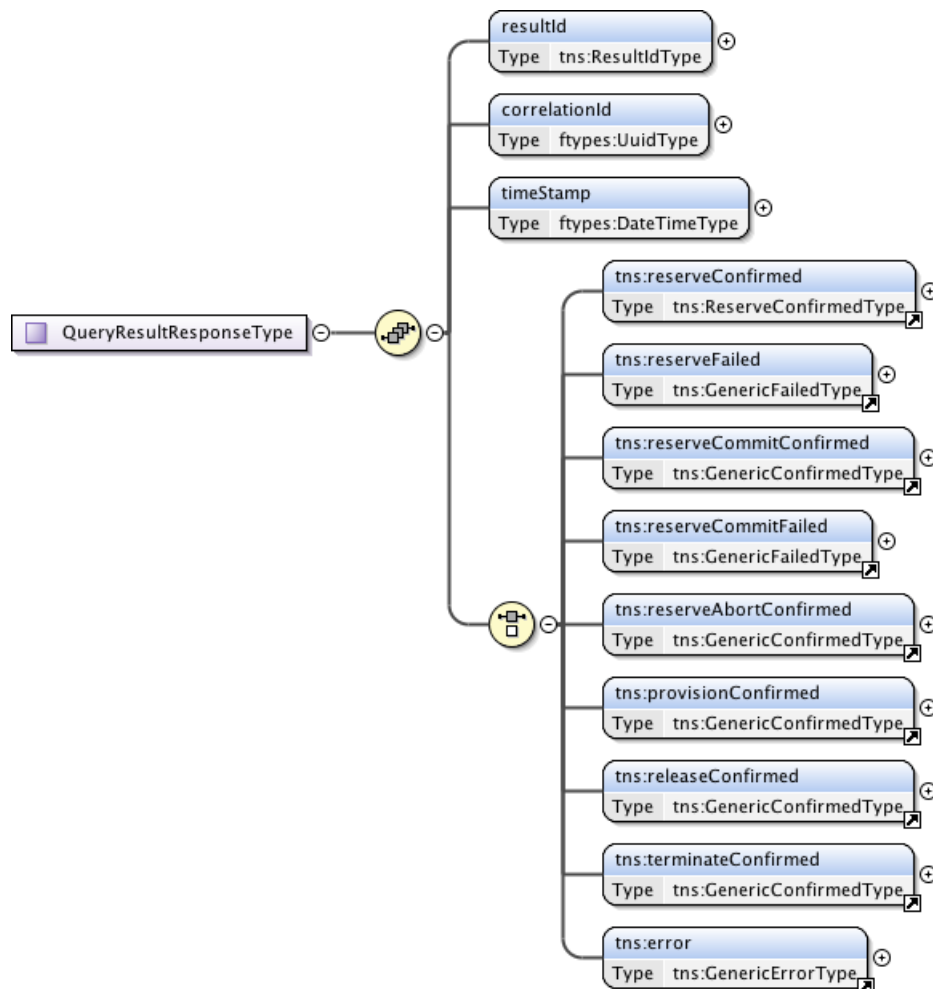 resultId
Type tns:ResultIdType
correlationId
Type ftypes:UuidType
timeStamp
Type ftypes:DateTimeType
tns:reserveConfirmed
Type tns:ReserveConfirmedType
QueryResultResponseType
tns:reserveFailed
Type tns:GenericFailedType
tns:reserveCommitConfirmed
Type tns:GenericConfirmedType
tns:reserveCommitFailed
Type tns:GenericFailedType
tns:reserveAbortConfirmed
Type tns:GenericConfirmedType
tns:provisionConfirmed
Type tns:GenericConfirmedType
tns:releaseConfirmed
Type tns:GenericConfirmedType
tns:terminateConfirmed
Type tns:GenericConfirmedType
tns:error
Type tns:GenericErrorType